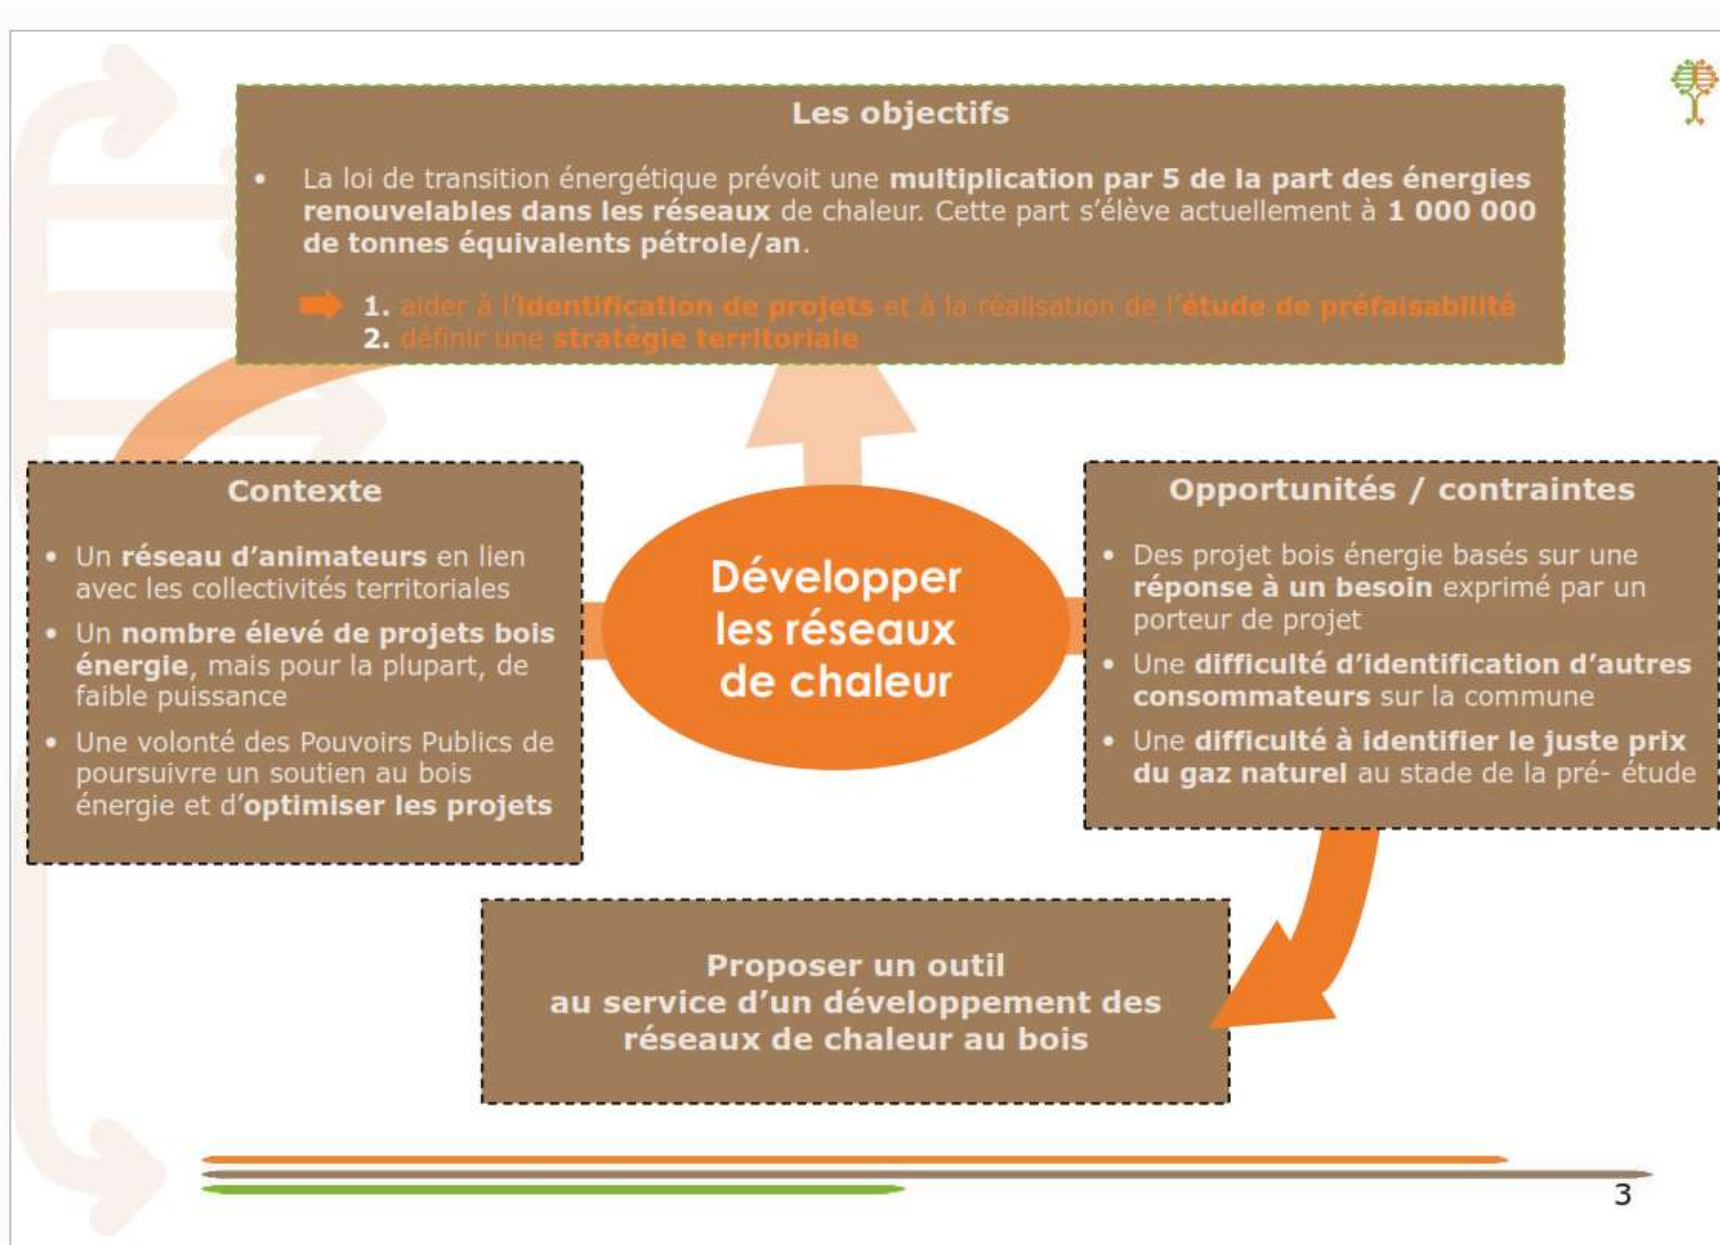 Les objectifs
• La loi de transition énergétique prévoit une multiplication par 5 de la part des énergies
renouvelables dans les réseaux de chaleur. Cette part s'élève actuellement à 1 000 000
de tonnes équivalents pétrole/an.
1. aider à l'identification de projets et à la réalisation de l'étude de préfaisabilité
2. définir une stratégie territoriale
Contexte
• Un réseau d'animateurs en lien
avec les collectivités territoriales
• Un nombre élevé de projets bois
énergie, mais pour la plupart, de
faible puissance
• Une volonté des Pouvoirs Publics de
poursuivre un soutien au bois
énergie et d'optimiser les projets
Développer
les réseaux
de chaleur
Opportunités / contraintes
• Des projet bois énergie basés sur une
réponse à un besoin exprimé par un
porteur de projet
• Une difficulté d'identification d'autres
consommateurs sur la commune
• Une difficulté à identifier le juste prix
du gaz naturel au stade de la pré- étude
Proposer un outil
au service d'un développement des
réseaux de chaleur au bois
3